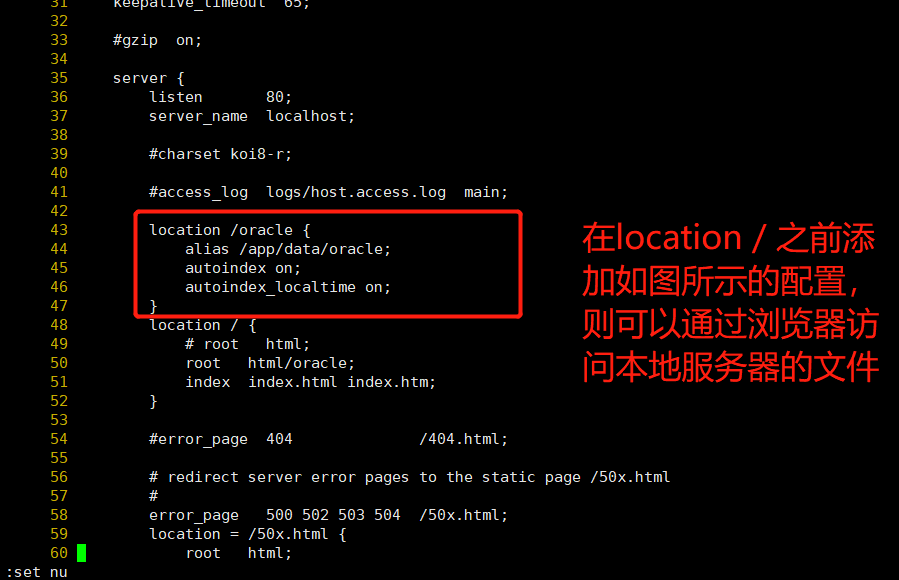 31 keepalive_timeout 65;
32
33 #gzip on;
34
35 server {
36 listen 80;
37 server_name localhost;
38
39 #charset koi8-r;
40
41 #access_log logs/host.access.log main;
42
43 location /oracle {
44 alias /app/data/oracle;
45 autoindex on;
46 autoindex_localtime on;
47 }
48 location / {
49 # root html;
50 root html/oracle;
51 index index.html index.htm;
52 }
53
54 #error_page 404 /404.html;
55
56 # redirect server error pages to the static page /50x.html
57 #
58 error_page 500 502 503 504 /50x.html;
59 location = /50x.html {
60 root html;
:set nu
在location / 之前添
加如图所示的配置，
则可以通过浏览器访
问本地服务器的文件